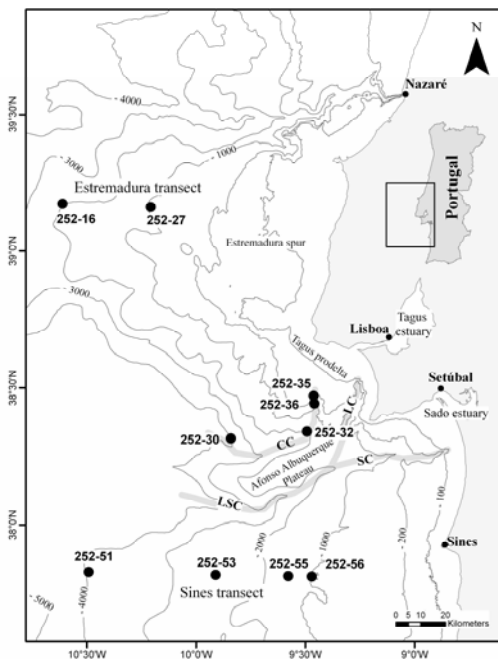 N
Nazaré
- 4000
39°30'N
- 3000
- 1000
Portugal
Estremadura transect
252-16
252-27
39°0'N
Estremadura spur
- 3000
Tagus
estuary
Lisboa
Tagus prodelta
38°30'N
252-35
252-36
LC
Setúbal
Sado estuary
252-30
CC
252-32
Afonso Albuquerque
Plateau
SC
LSC
38°0'N
- 200
- 100
Sines
- 2000
- 1000
252-51
252-53
252-55
252-56
Sines transect
- 4000
- 5000
0 5 10 20
Kilometers
10°30'W
10°0'W
9°30'W
9°0'W